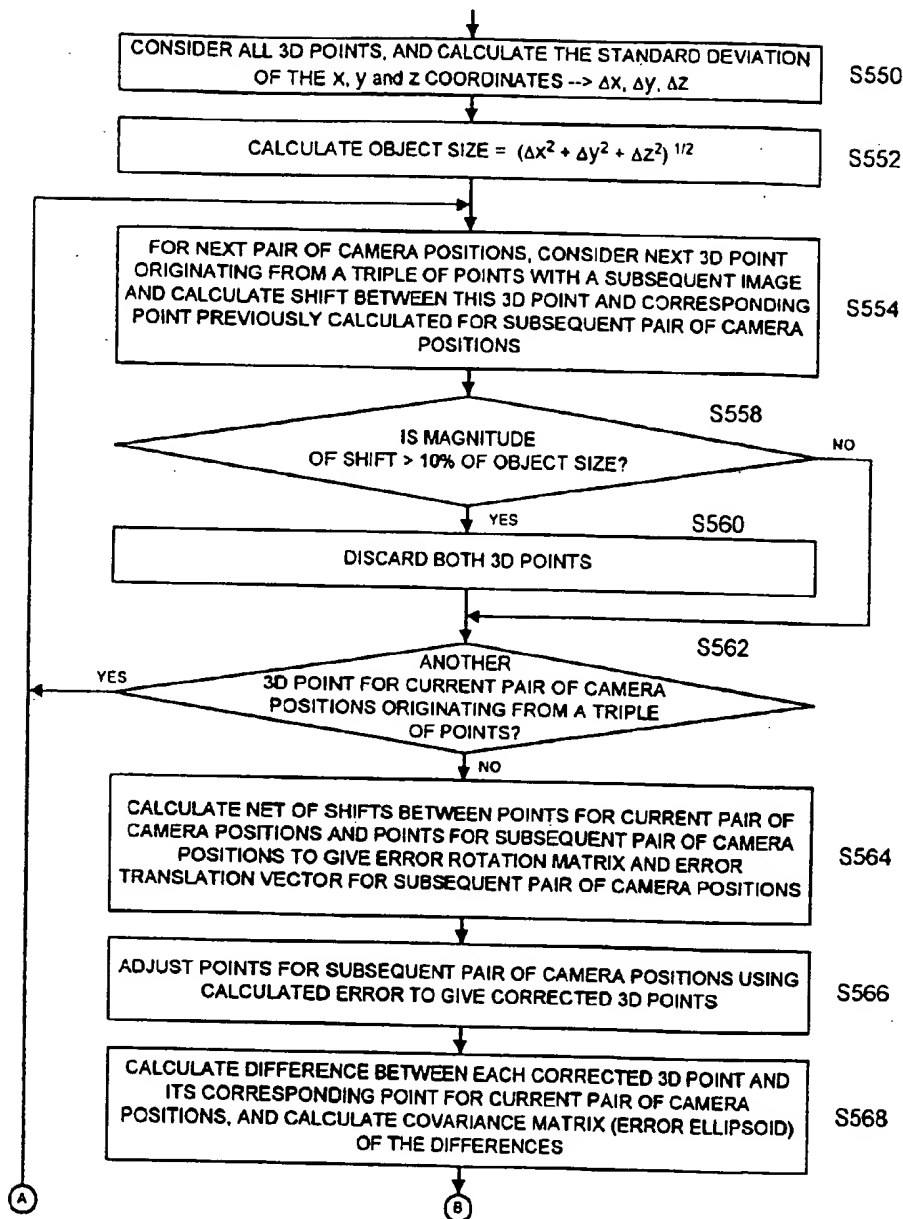 CONSIDER ALL 3D POINTS, AND CALCULATE THE STANDARD DEVIATION
OF THE X, y and z COORDINATES --> Δx, Δy, Δz
S550
CALCULATE OBJECT SIZE = (Δx² + Δy² + Δz²) ¹/²
S552
FOR NEXT PAIR OF CAMERA POSITIONS, CONSIDER NEXT 3D POINT
ORIGINATING FROM A TRIPLE OF POINTS WITH A SUBSEQUENT IMAGE
AND CALCULATE SHIFT BETWEEN THIS 3D POINT AND CORRESPONDING
POINT PREVIOUSLY CALCULATED FOR SUBSEQUENT PAIR OF CAMERA
POSITIONS
S554
S558
IS MAGNITUDE
OF SHIFT > 10% OF OBJECT SIZE?
NO
YES
S560
DISCARD BOTH 3D POINTS
S562
YES
ANOTHER
3D POINT FOR CURRENT PAIR OF CAMERA
POSITIONS ORIGINATING FROM A TRIPLE
OF POINTS?
NO
CALCULATE NET OF SHIFTS BETWEEN POINTS FOR CURRENT PAIR OF
CAMERA POSITIONS AND POINTS FOR SUBSEQUENT PAIR OF CAMERA
POSITIONS TO GIVE ERROR ROTATION MATRIX AND ERROR
TRANSLATION VECTOR FOR SUBSEQUENT PAIR OF CAMERA POSITIONS
S564
ADJUST POINTS FOR SUBSEQUENT PAIR OF CAMERA POSITIONS USING
CALCULATED ERROR TO GIVE CORRECTED 3D POINTS
S566
CALCULATE DIFFERENCE BETWEEN EACH CORRECTED 3D POINT AND
ITS CORRESPONDING POINT FOR CURRENT PAIR OF CAMERA
POSITIONS, AND CALCULATE COVARIANCE MATRIX (ERROR ELLIPSOID)
OF THE DIFFERENCES
S568
A
B